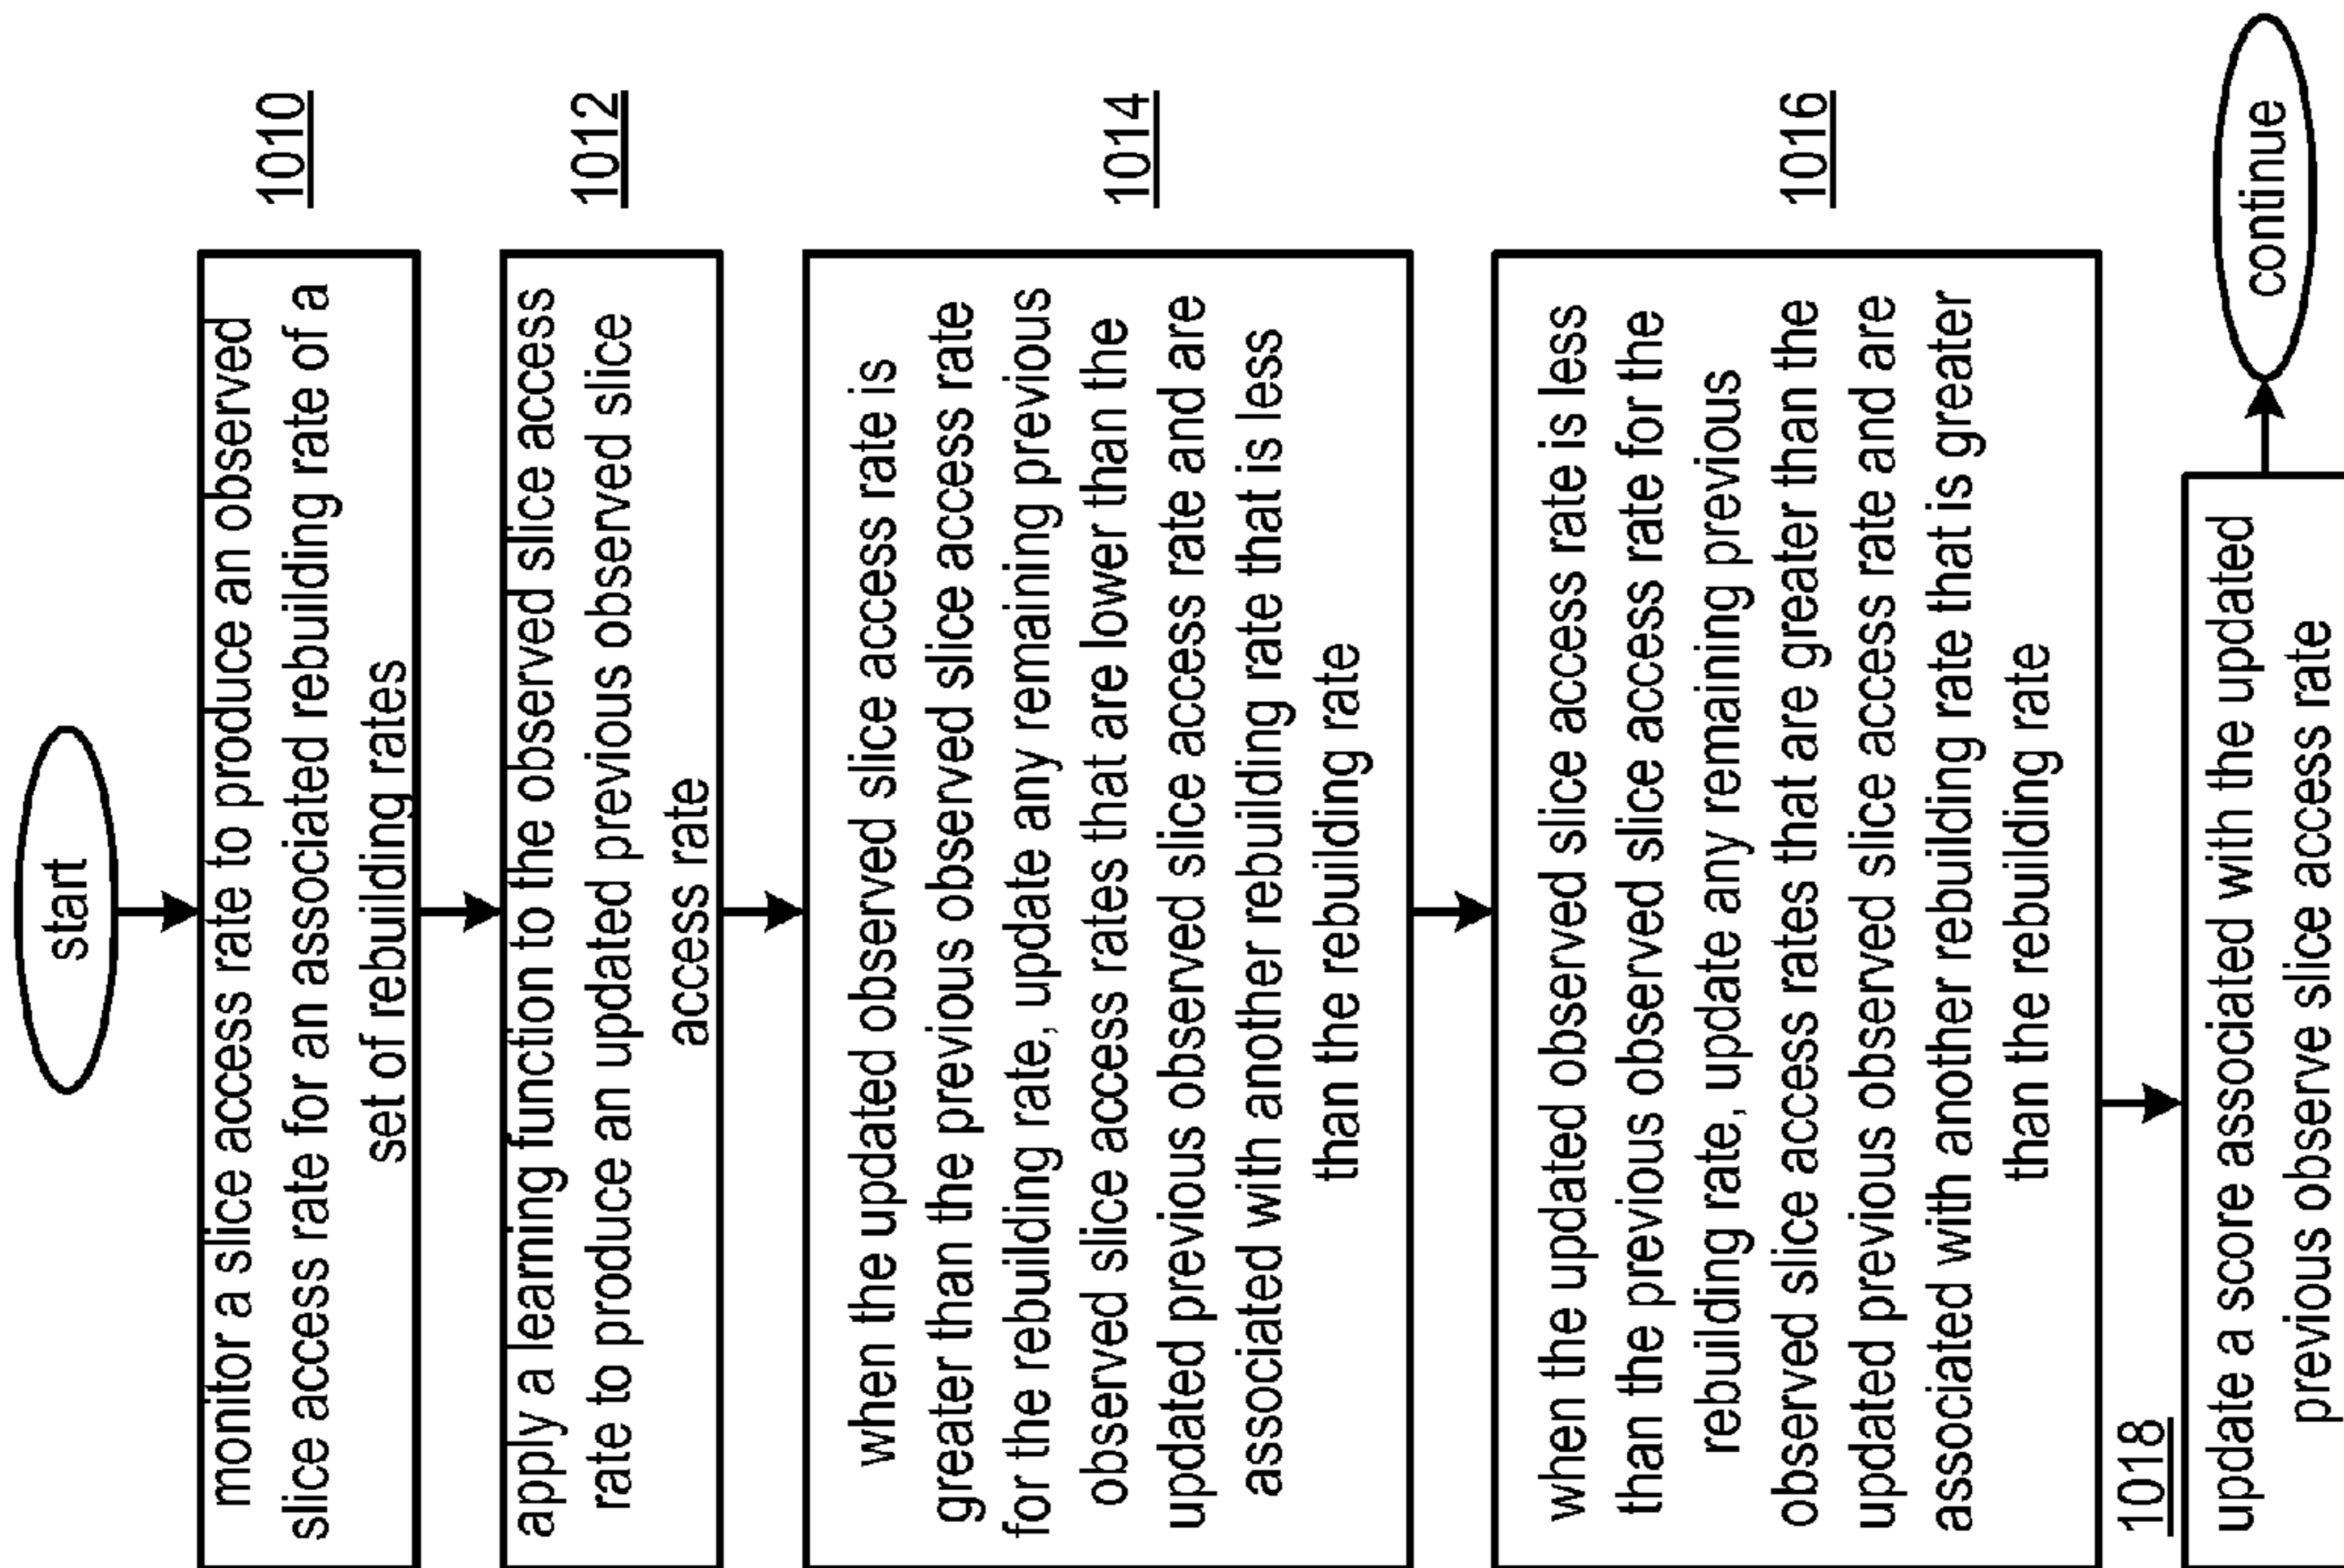 start
1010
monitor a slice access rate to produce an observed
slice access rate for an associated rebuilding rate of a
set of rebuilding rates
1012
apply a learning function to the observed slice access
rate to produce an updated previous observed slice
access rate
1014
when the updated observed slice access rate is
greater than the previous observed slice access rate
for the rebuilding rate, update any remaining previous
observed slice access rates that are lower than the
updated previous observed slice access rate and are
associated with another rebuilding rate that is less
than the rebuilding rate
1016
when the updated observed slice access rate is less
than the previous observed slice access rate for the
rebuilding rate, update any remaining previous
observed slice access rates that are greater than the
updated previous observed slice access rate and are
associated with another rebuilding rate that is greater
than the rebuilding rate
1018
update a score associated with the updated
previous observe slice access rate
continue